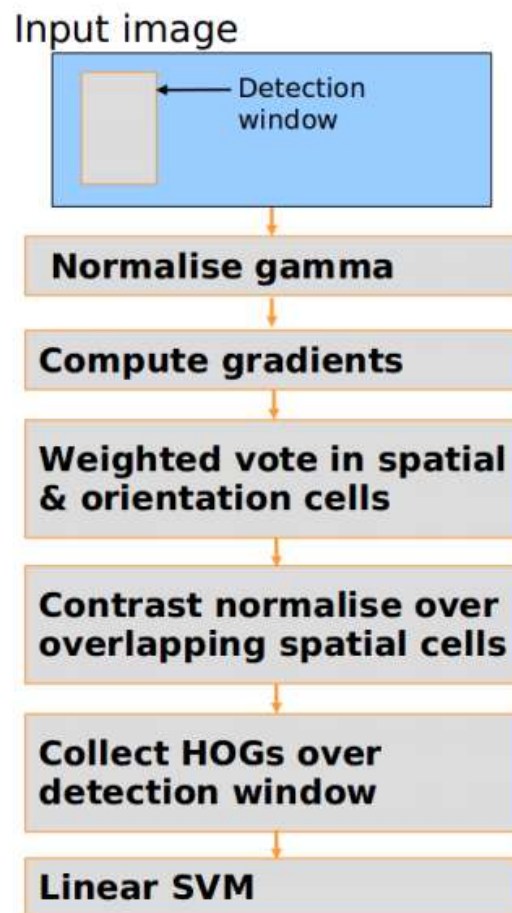 Input image
Detection
window
Normalise gamma
Compute gradients
Weighted vote in spatial
& orientation cells
Contrast normalise over
overlapping spatial cells
Collect HOGs over
detection window
Linear SVM